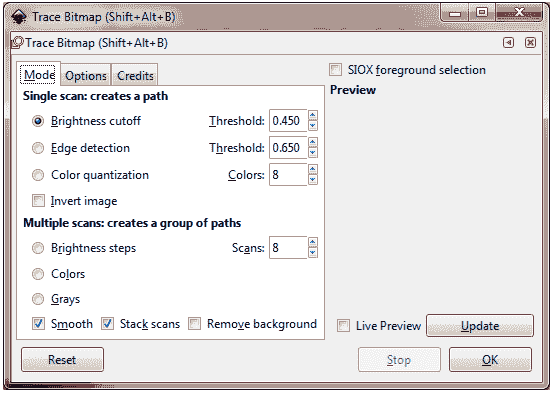 Trace Bitmap (Shift+Alt+B)
Trace Bitmap (Shift+Alt+B)
Mode Options Credits
SIOX foreground selection
Preview
Single scan: creates a path
Brightness cutoff Threshold: 0.450
Edge detection Threshold: 0.650
Color quantization Colors: 8
Invert image
Multiple scans: creates a group of paths
Brightness steps Scans: 8
Colors
Grays
Smooth Stack scans Remove background
Live Preview Update
Reset Stop OK